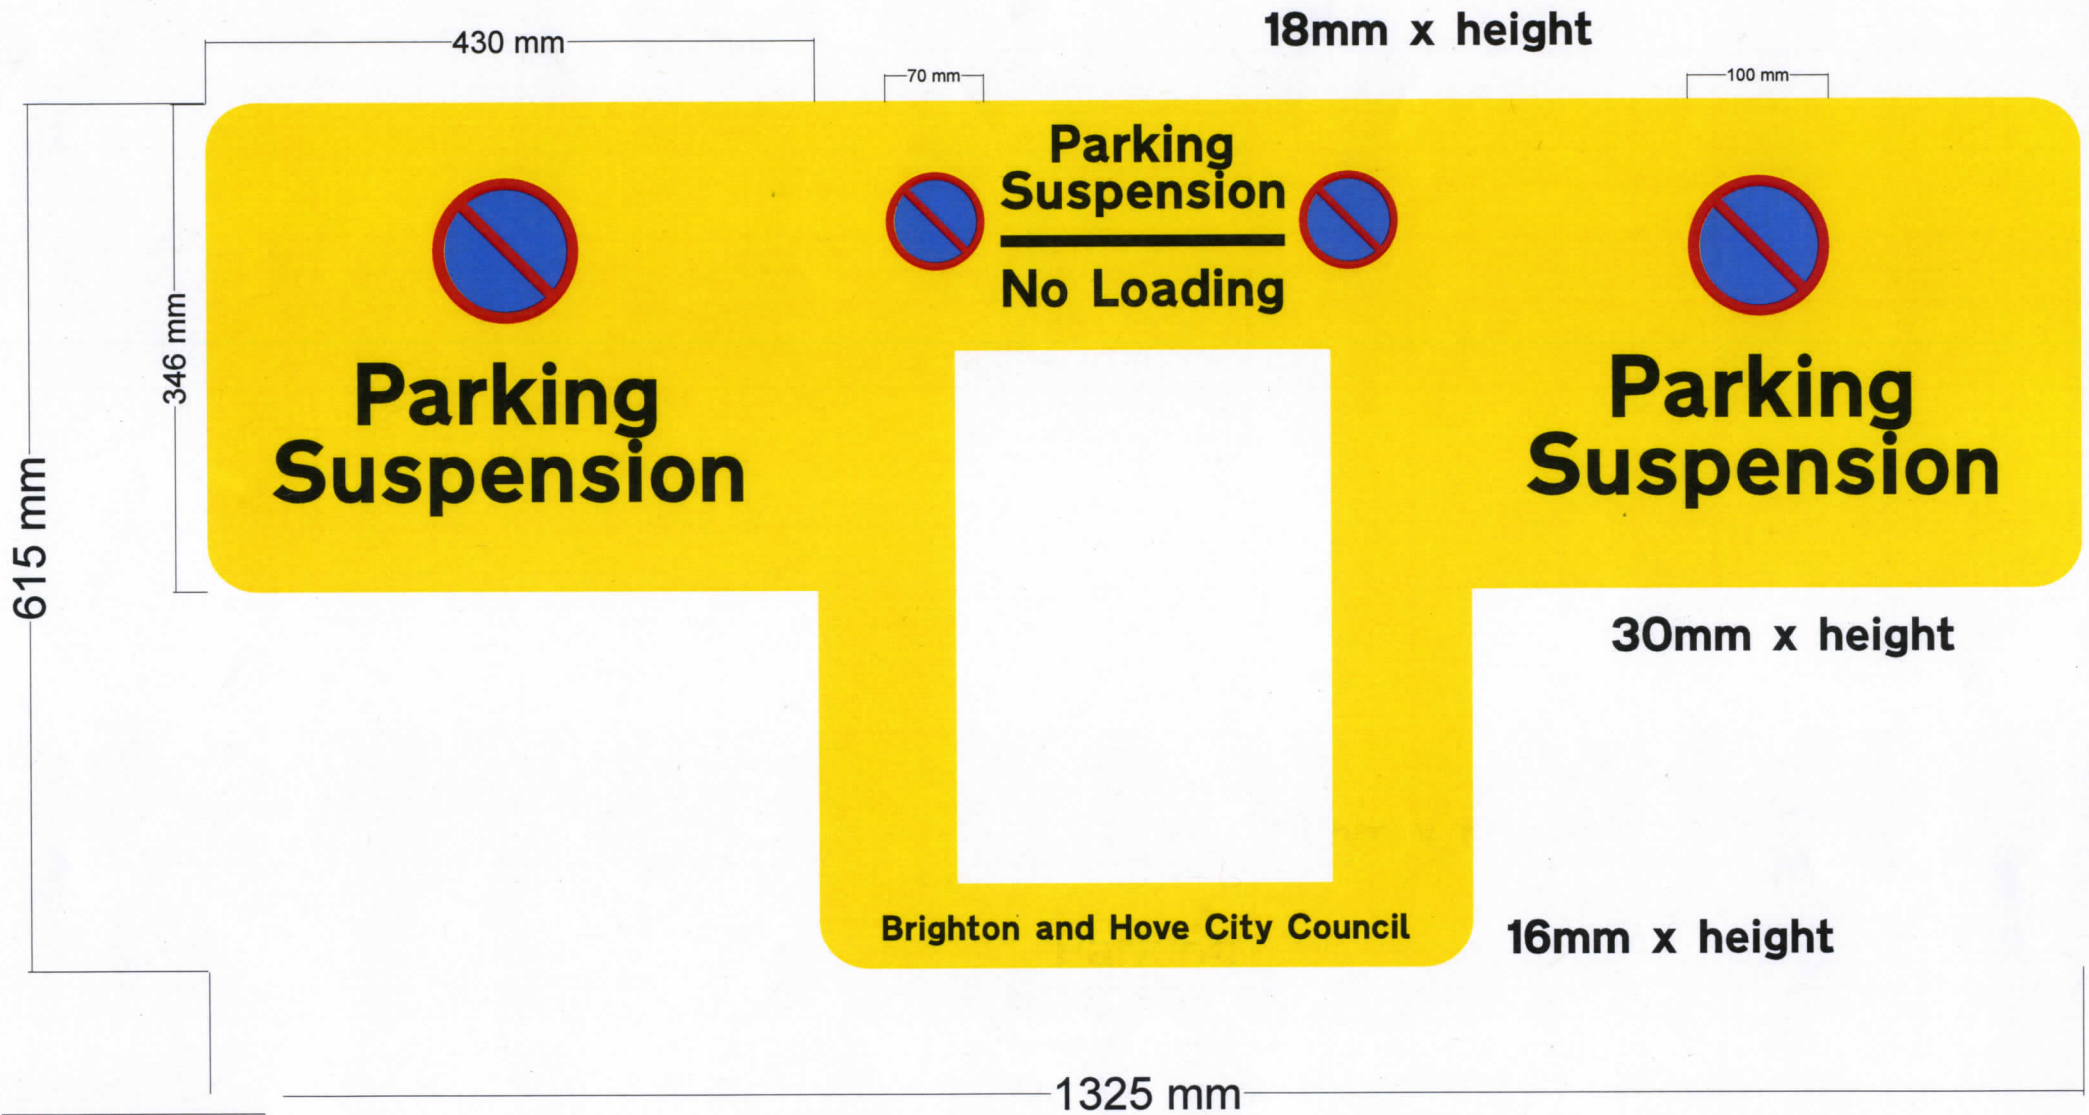 18mm x height
430 mm
70 mm
100 mm
Parking
Suspension
No Loading
346 mm
615 mm
Parking
Suspension
Parking
Suspension
30mm x height
Brighton and Hove City Council
16mm x height
1325 mm